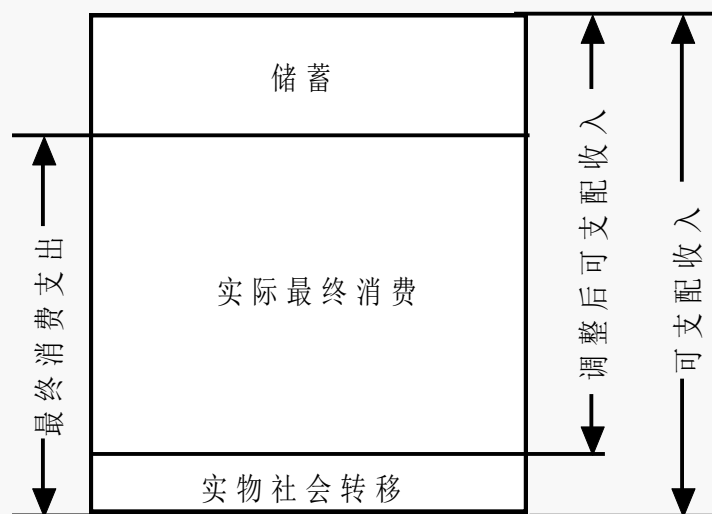 储蓄
实际最终消费
实物社会转移
最终消费支出
调整后可支配收入
可支配收入